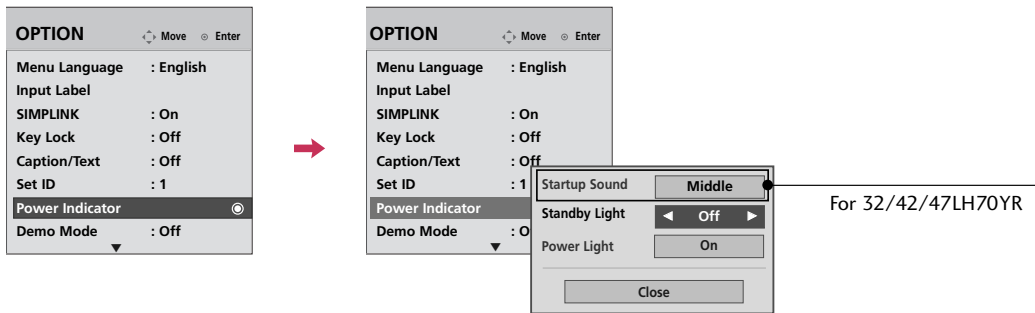 OPTION Move Enter
Menu Language : English
Input Label
SIMPLINK : On
Key Lock : Off
Caption/Text : Off
Set ID : 1
Power Indicator
Demo Mode : Off
OPTION Move Enter
Menu Language : English
Input Label
SIMPLINK : On
Key Lock : Off
Caption/Text : Off
Set ID : 1
Power Indicator
Demo Mode : O
Startup Sound Middle
Standby Light ◀ Off ▶
Power Light On
Close
For 32/42/47LH70YR